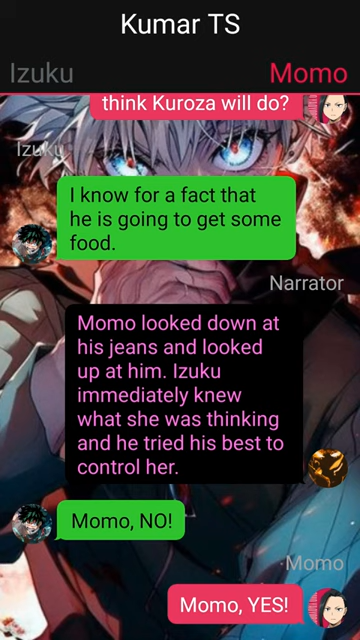 Kumar TS
Izuku
Momo
think Kuroza will do?
Izuku
I know for a fact that
he is going to get some
food.
Narrator
Momo looked down at
his jeans and looked
up at him. Izuku
immediately knew
what she was thinking
and he tried his best to
control her.
Momo, NO!
Momo
Momo, YES!